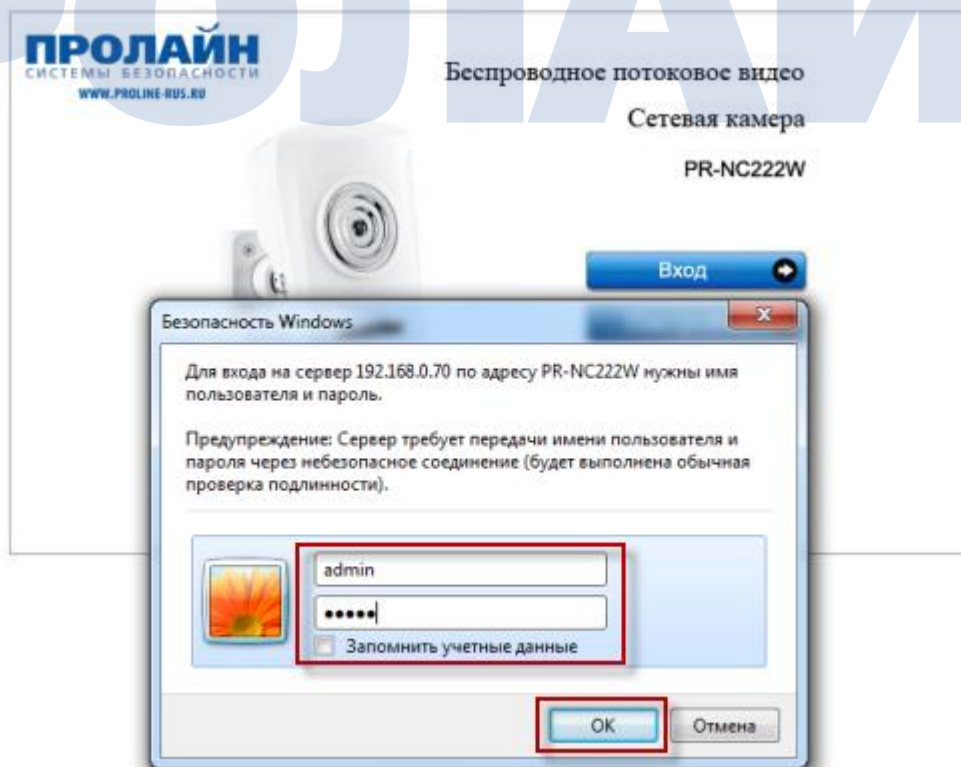 ПРОЛАЙН
СИСТЕМЫ БЕЗОПАСНОСТИ
WWW.PROLINE-RUS.RU
Беспроводное потоковое видео
Сетевая камера
PR-NC222W
Вход
Безопасность Windows
Для входа на сервер 192.168.0.70 по адресу PR-NC222W нужны имя
пользователя и пароль.
Предупреждение: Сервер требует передачи имени пользователя и
пароля через небезопасное соединение (будет выполнена обычная
проверка подлинности).
admin
•••••
Запомнить учетные данные
OK
Отмена